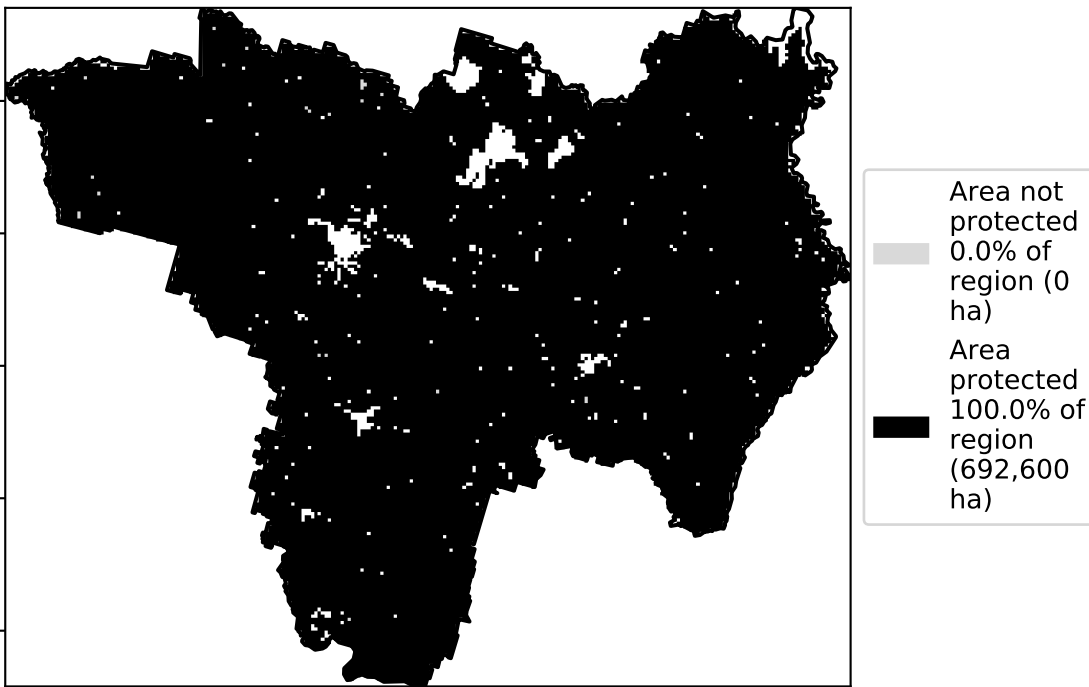 Area not
protected
0.0% of
region (0
ha)
Area
protected
100.0% of
region
(692,600
ha)